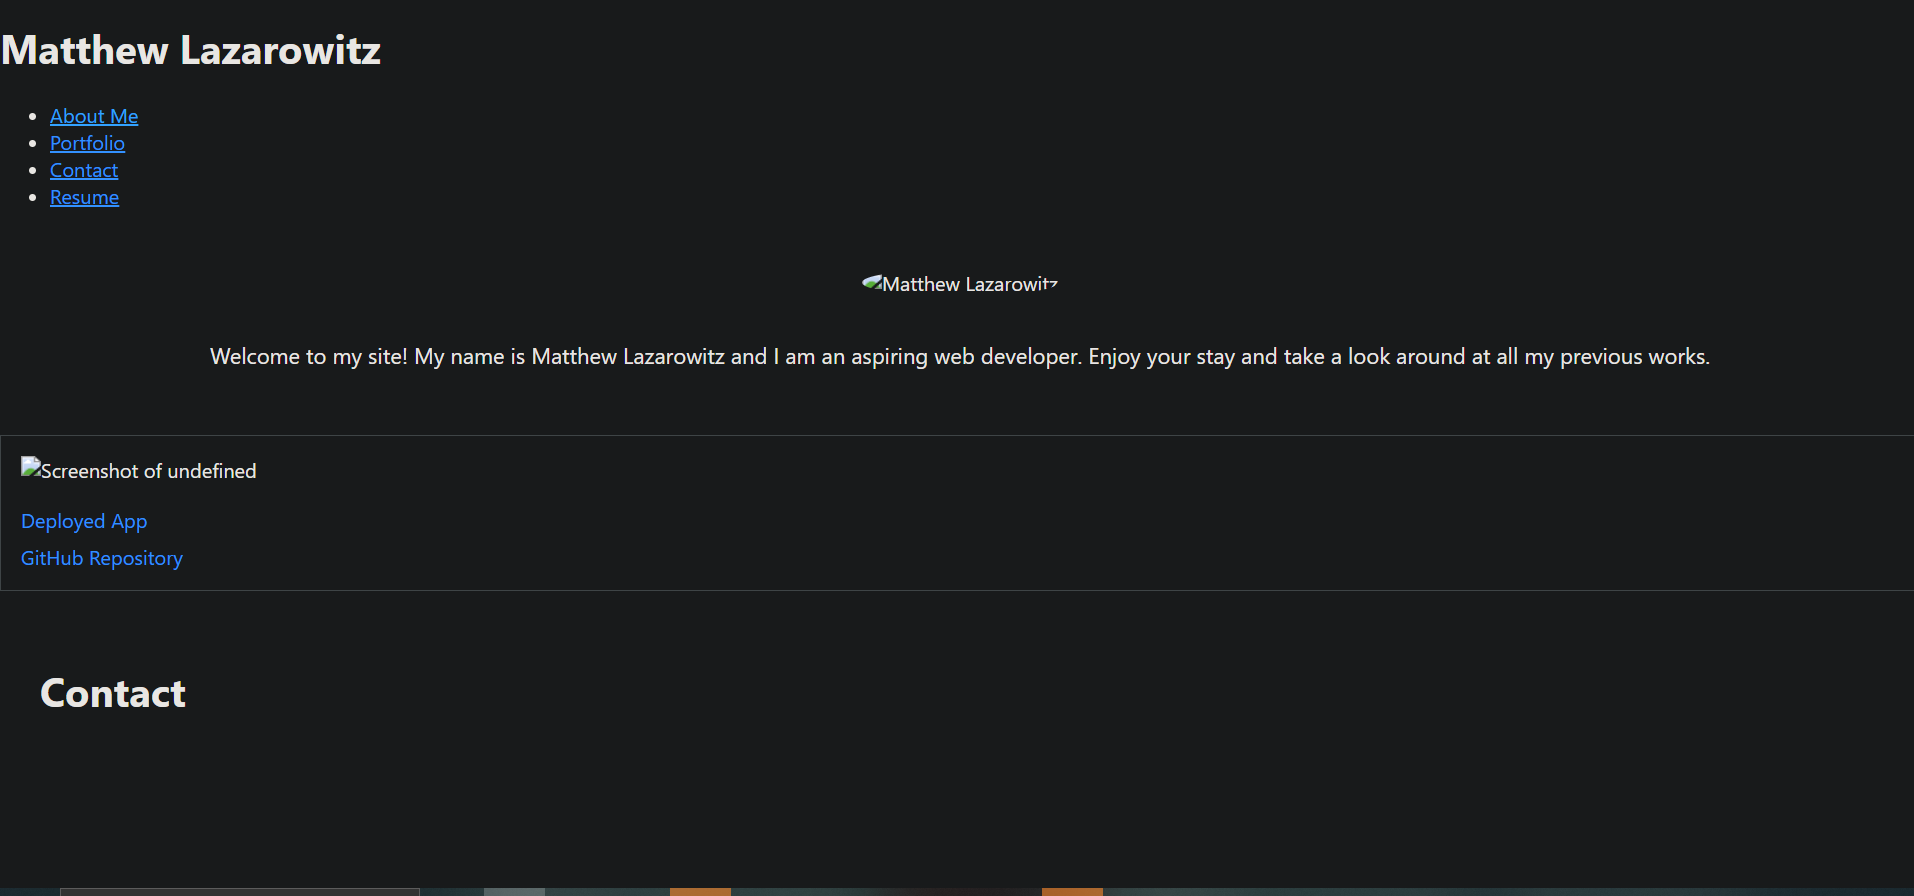 Matthew Lazarowitz
About Me
Portfolio
Contact
Resume
Matthew Lazarowitz
Welcome to my site! My name is Matthew Lazarowitz and I am an aspiring web developer. Enjoy your stay and take a look around at all my previous works.
Screenshot of undefined
Deployed App
GitHub Repository
Contact